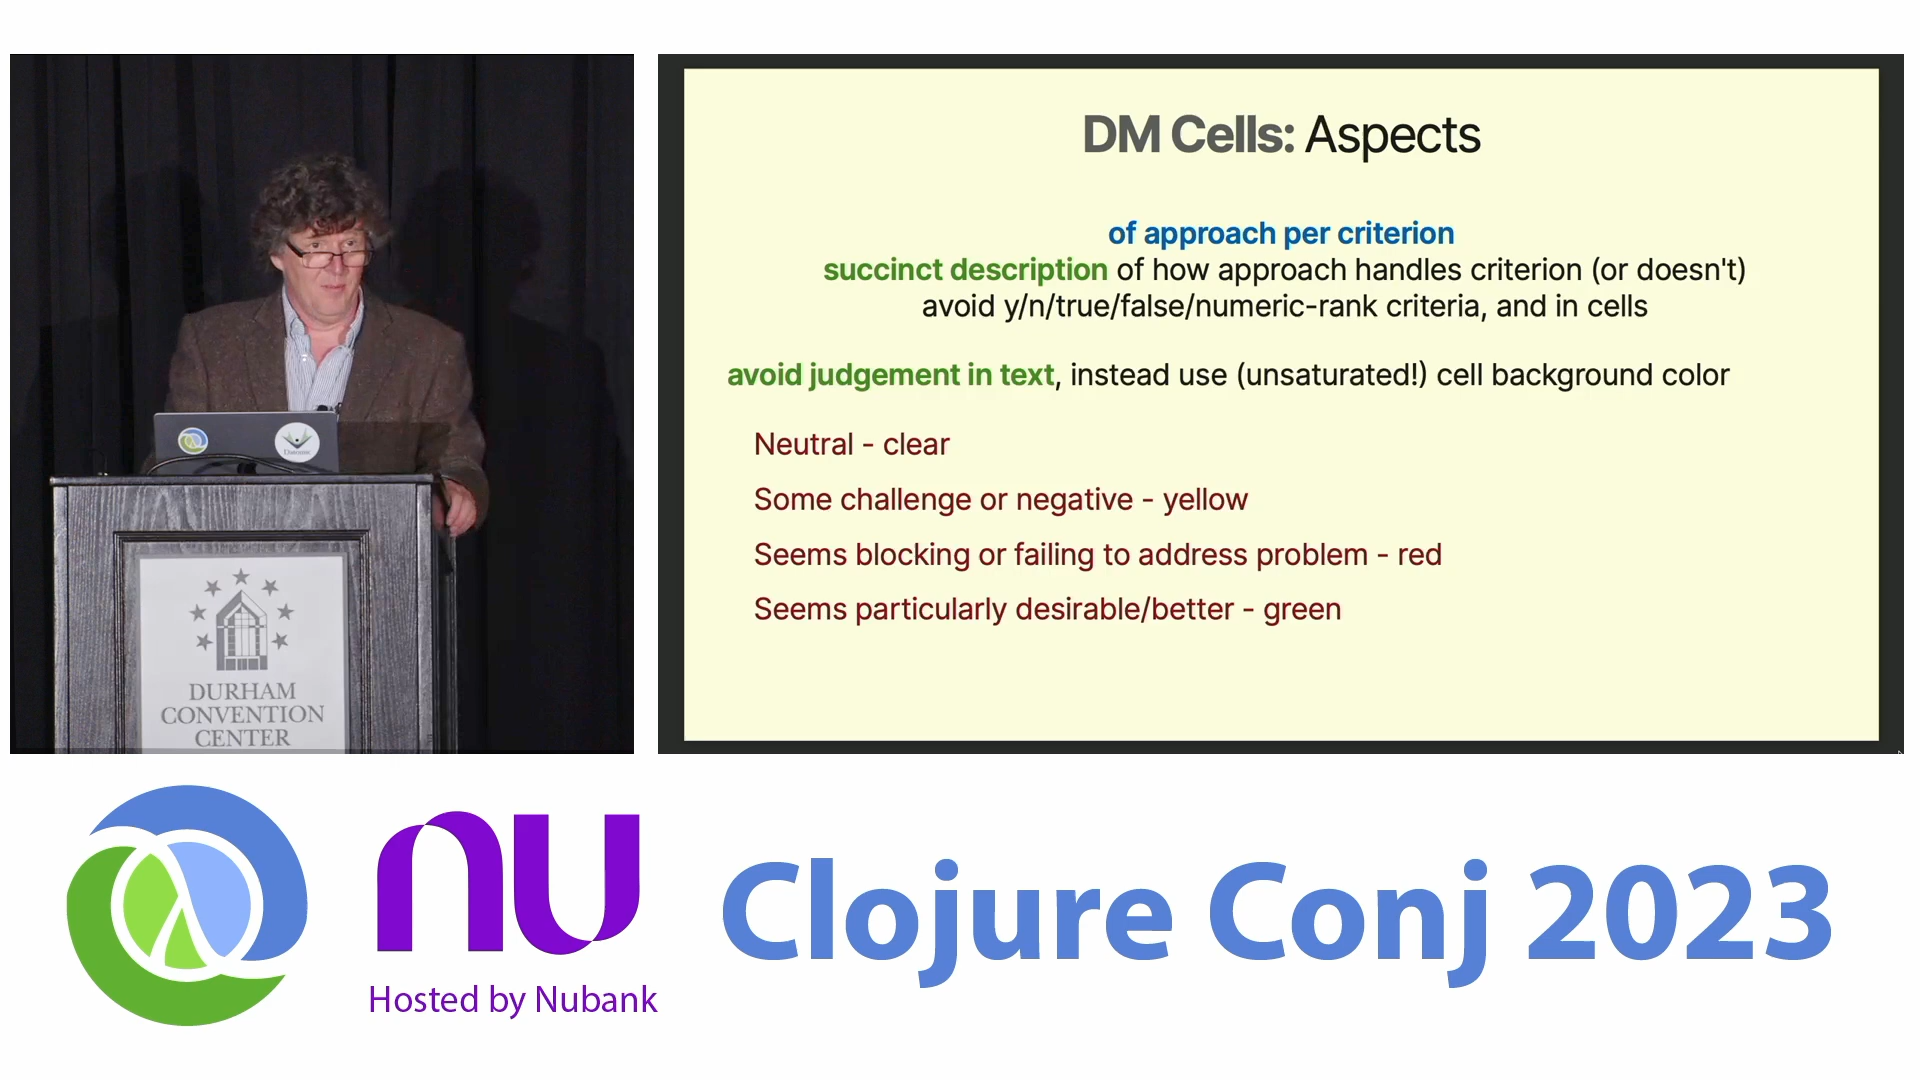 DM Cells: Aspects
of approach per criterion
succinct description of how approach handles criterion (or doesn't)
avoid y/n/true/false/numeric-rank criteria, and in cells
avoid judgement in text, instead use (unsaturated!) cell background color
Neutral - clear
Some challenge or negative - yellow
Seems blocking or failing to address problem - red
Seems particularly desirable/better - green
Datomic
DURHAM
CONVENTION
CENTER
nu
Hosted by Nubank
Clojure Conj 2023